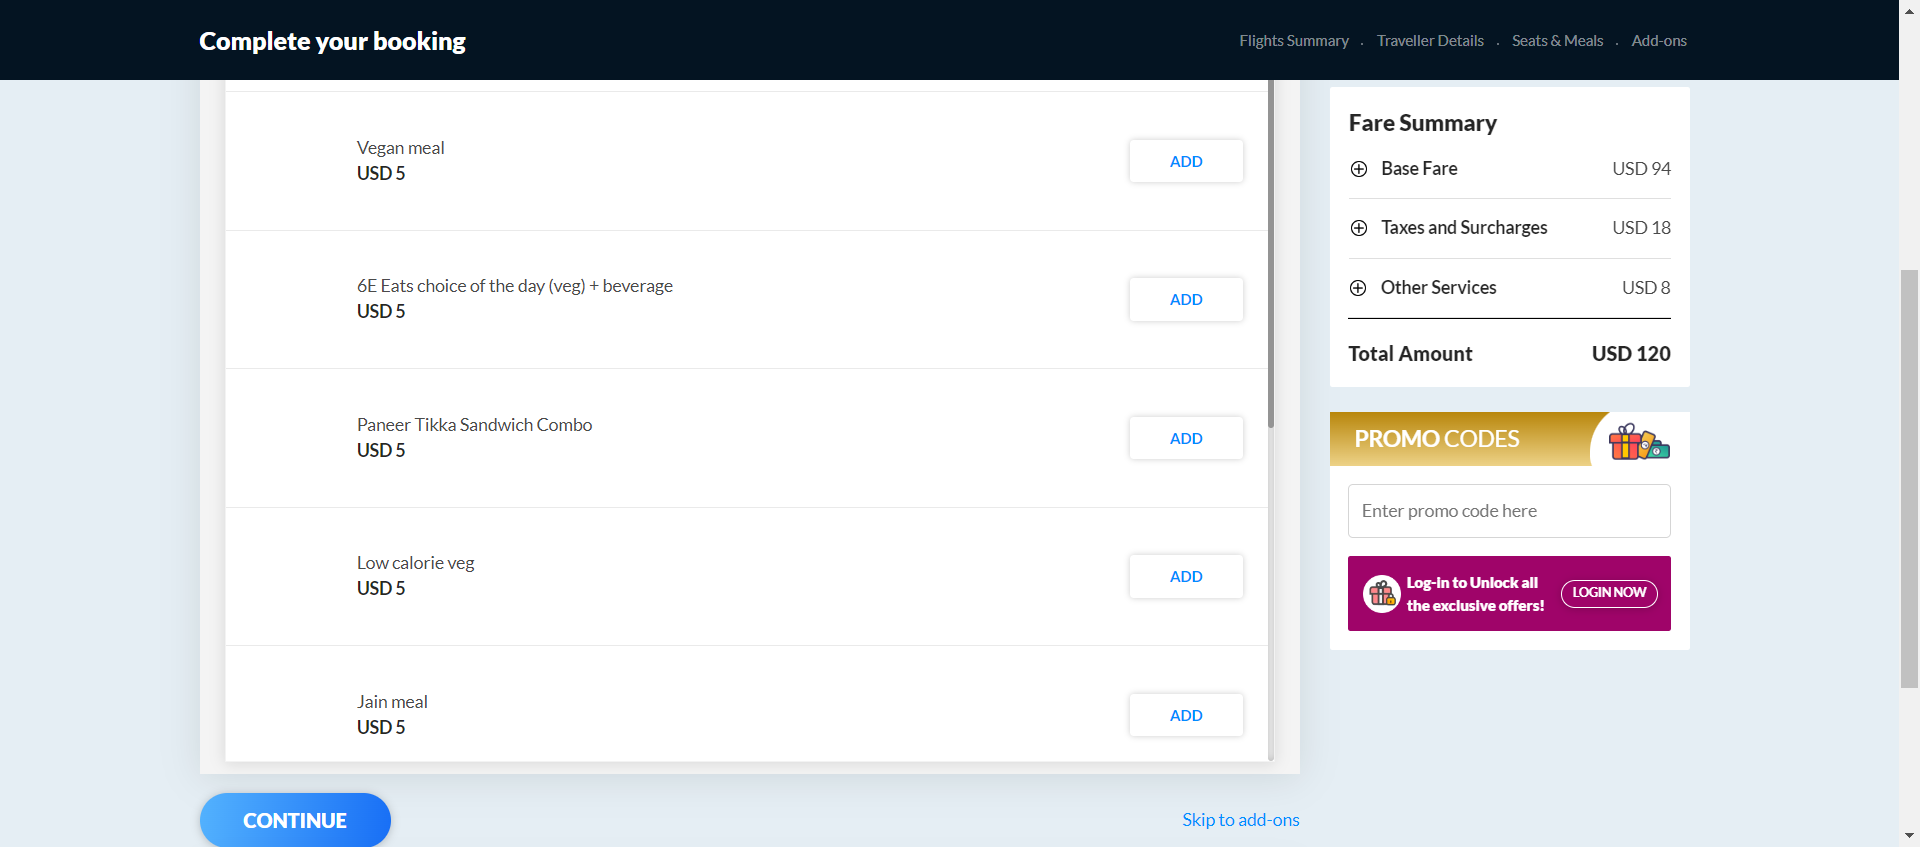 Complete your booking
Flights Summary . Traveller Details . Seats & Meals . Add-ons
Vegan meal
USD 5
ADD
6E Eats choice of the day (veg) + beverage
USD 5
ADD
Paneer Tikka Sandwich Combo
USD 5
ADD
Low calorie veg
USD 5
ADD
Jain meal
USD 5
ADD
CONTINUE
Skip to add-ons
Fare Summary
Base Fare USD 94
Taxes and Surcharges USD 18
Other Services USD 8
Total Amount USD 120
PROMO CODES
Enter promo code here
Log-in to Unlock all
the exclusive offers!
LOGIN NOW